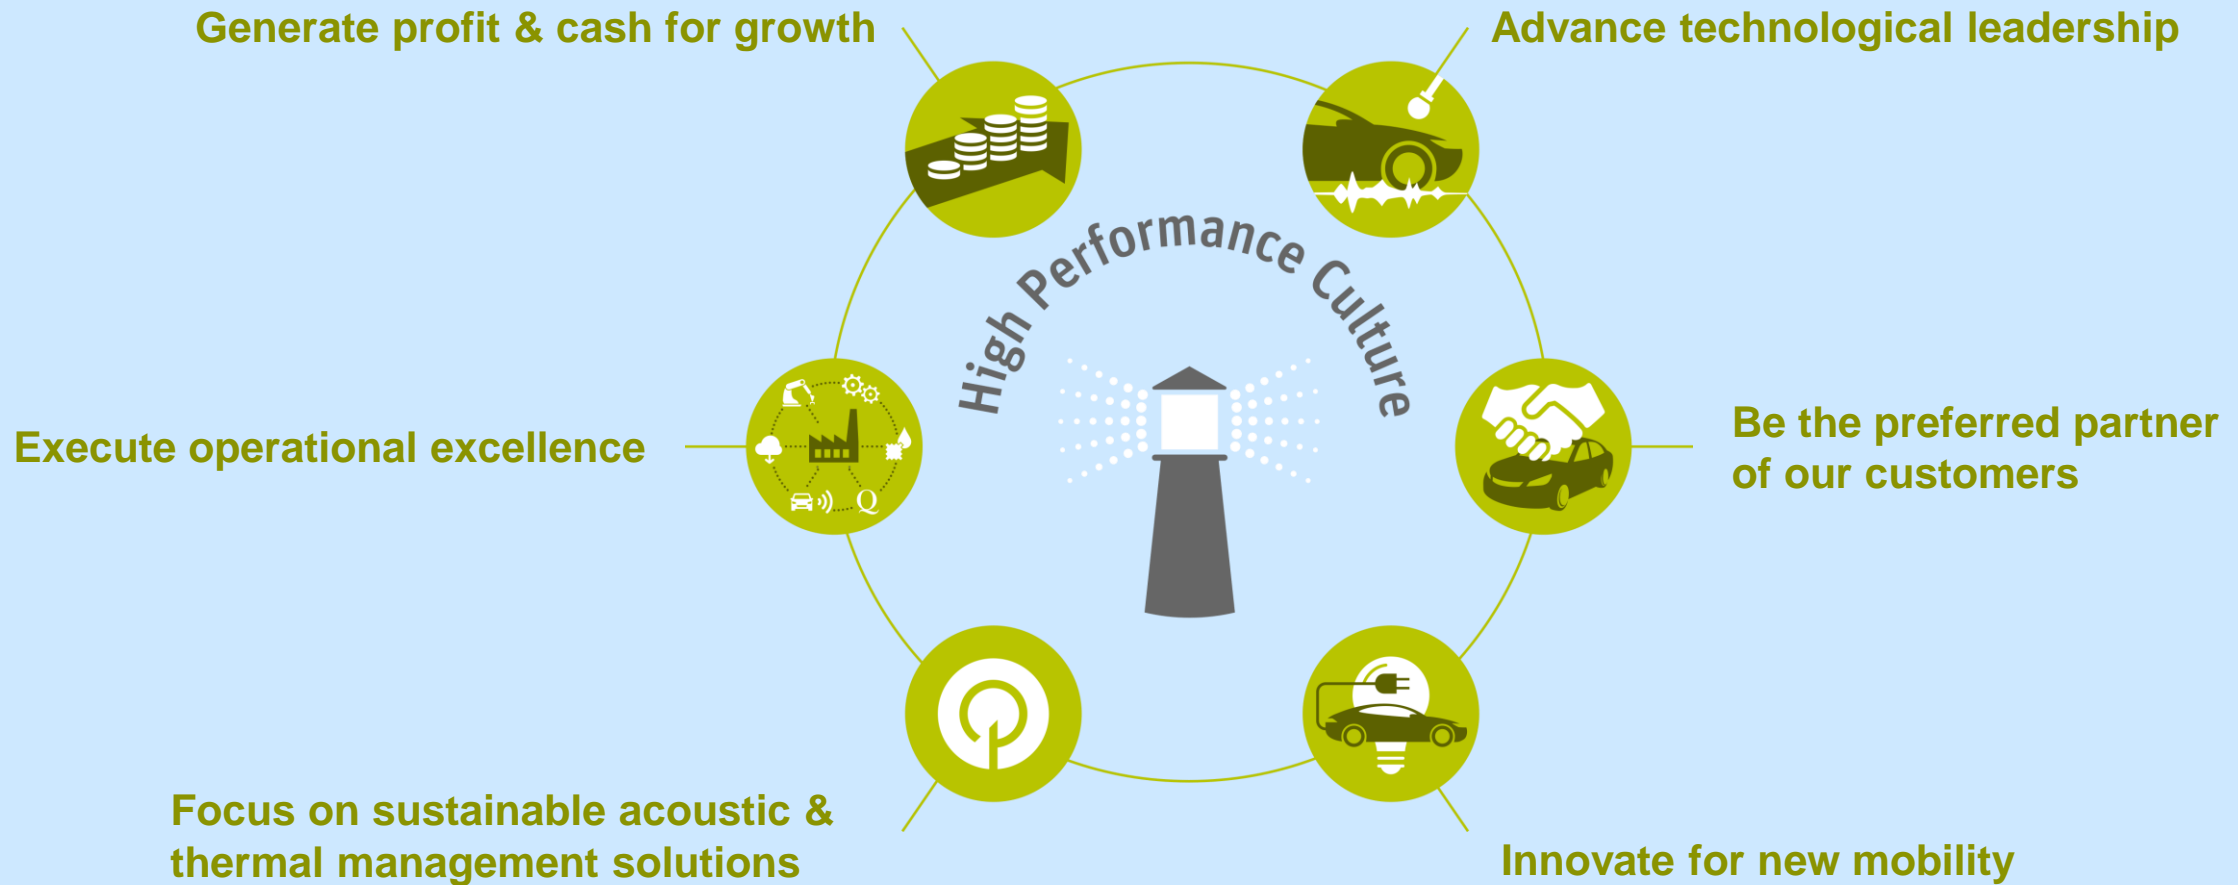 Generate profit & cash for growth
Advance technological leadership
High Performance Culture
Execute operational excellence
Be the preferred partner
of our customers
Q
Focus on sustainable acoustic &
thermal management solutions
Innovate for new mobility